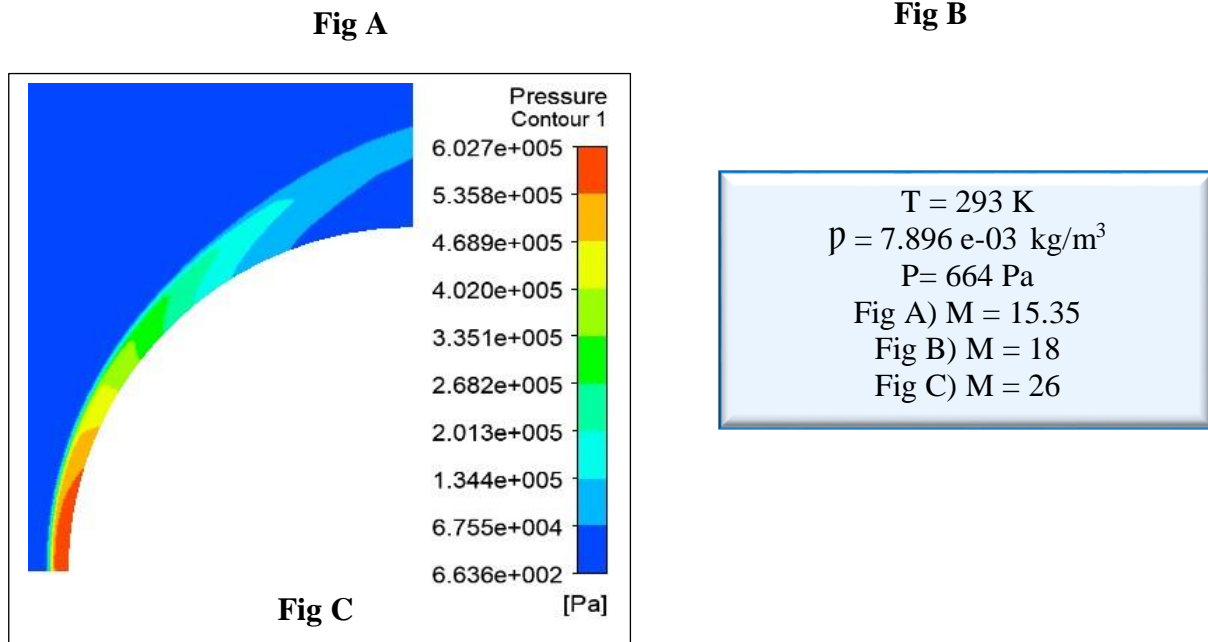 Fig A
Fig B
Pressure
Contour 1
6.027e+005
5.358e+005
4.689e+005
4.020e+005
3.351e+005
2.682e+005
2.013e+005
1.344e+005
6.755e+004
6.636e+002
[Pa]
Fig C
T = 293 K
p = 7.896 e-03 kg/m³
P= 664 Pa
Fig A) M = 15.35
Fig B) M = 18
Fig C) M = 26